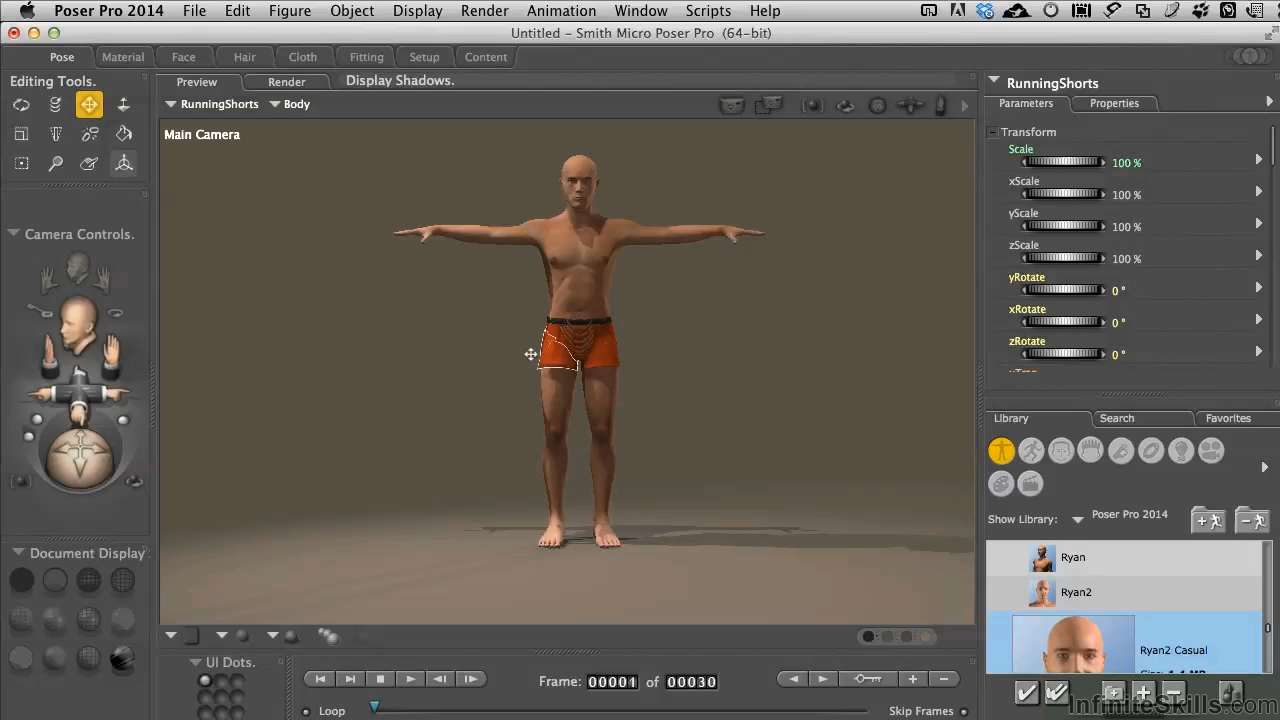 Poser Pro 2014 File Edit Figure Object Display Render Animation Window Scripts Help
Untitled - Smith Micro Poser Pro (64-bit)
Pose Material Face Hair Cloth Fitting Setup Content
Editing Tools.
Preview Render Display Shadows.
RunningShorts Body
Main Camera
Camera Controls.
Document Display
UI Dots.
Frame: 00001 of 00030
Loop
Skip Frames
RunningShorts
Parameters Properties
Transform
Scale
100 %
xScale
100 %
yScale
100 %
zScale
100 %
yRotate
0 °
xRotate
0 °
zRotate
0 °
Library Search Favorites
Show Library: Poser Pro 2014
Ryan
Ryan2
Ryan2 Casual
InfiniteSkills.com